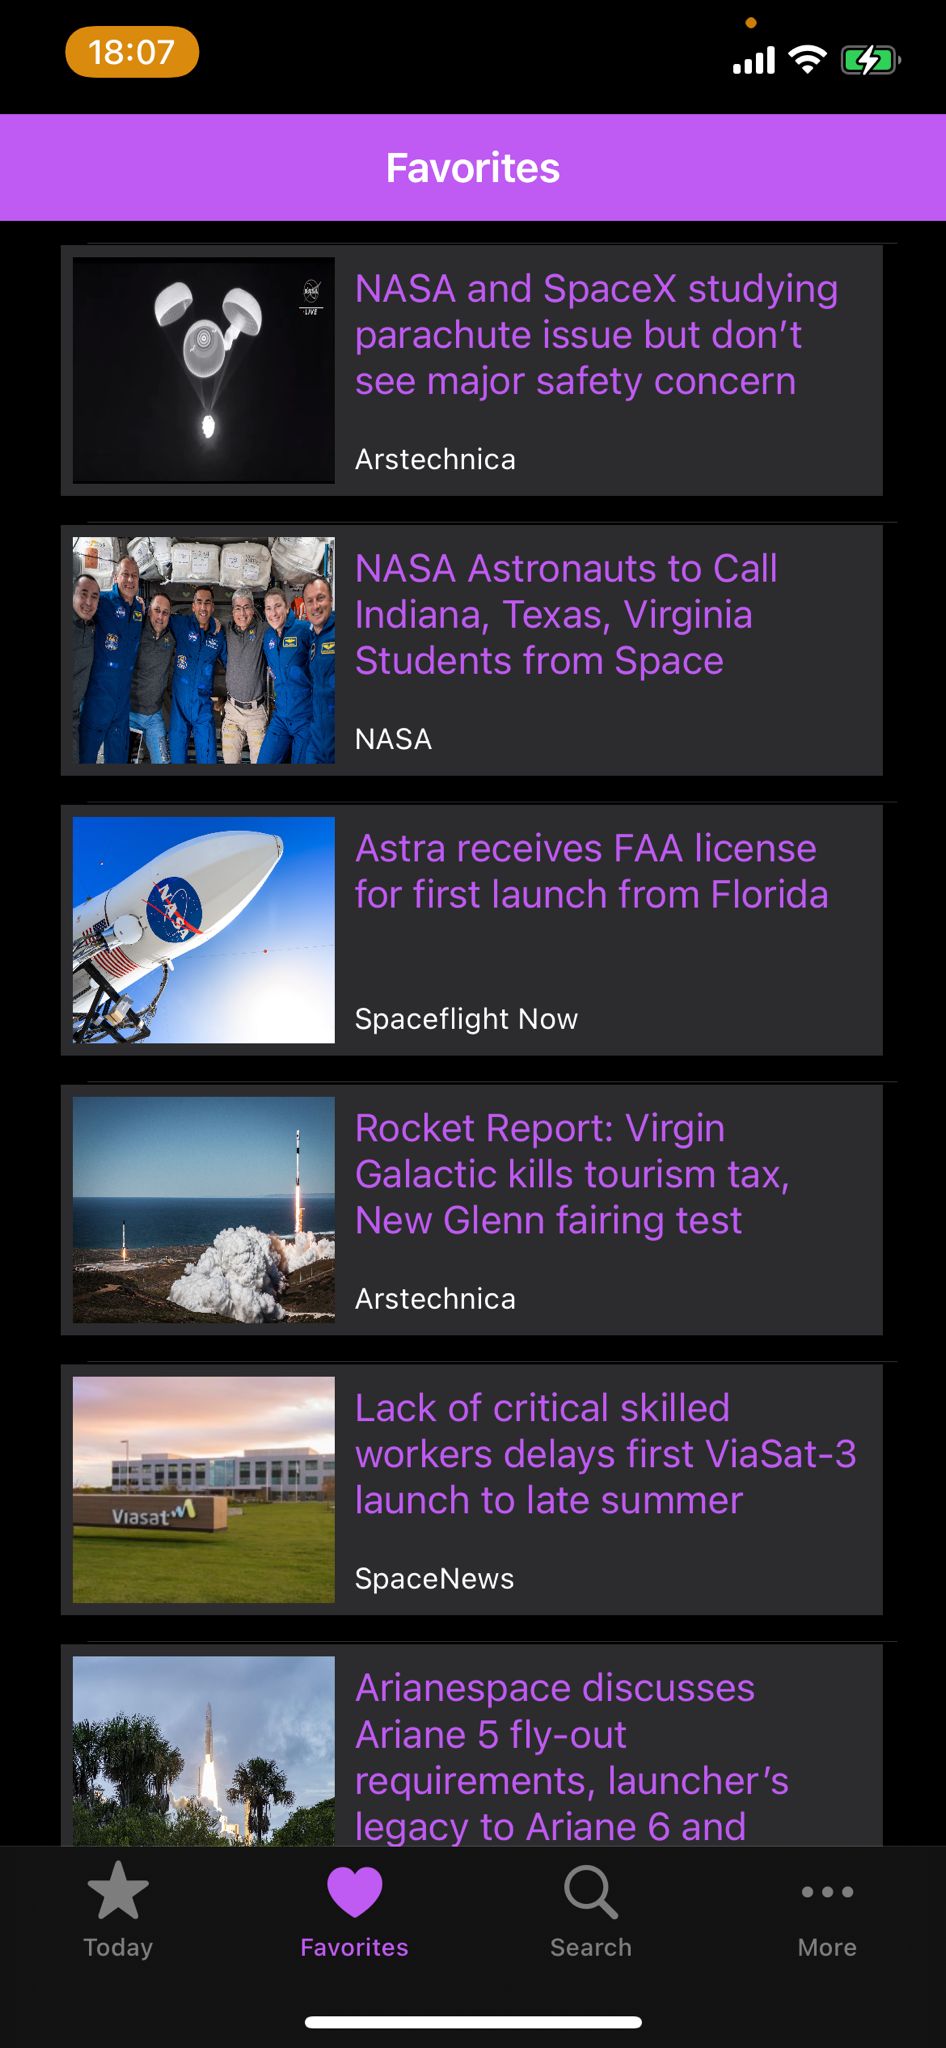 18:07
Favorites
NASA
LIVE
NASA and SpaceX studying
parachute issue but don’t
see major safety concern
Arstechnica
NASA Astronauts to Call
Indiana, Texas, Virginia
Students from Space
NASA
NASA
Astra receives FAA license
for first launch from Florida
Spaceflight Now
Rocket Report: Virgin
Galactic kills tourism tax,
New Glenn fairing test
Arstechnica
Viasat
Lack of critical skilled
workers delays first ViaSat-3
launch to late summer
SpaceNews
Arianespace discusses
Ariane 5 fly-out
requirements, launcher’s
legacy to Ariane 6 and
Today
Favorites
Search
More